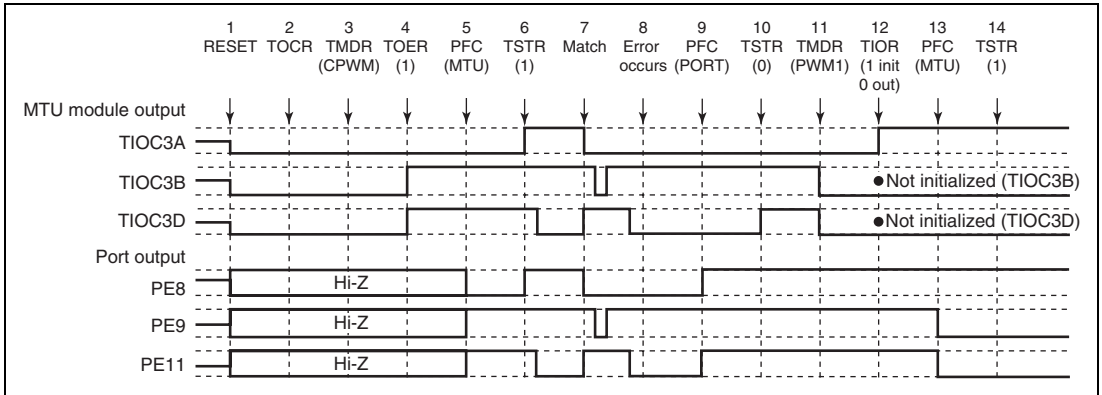 1 2 3 4 5 6 7 8 9 10 11 12 13 14
RESET TOCR TMDR TOER PFC TSTR Match Error PFC TSTR TMDR TIOR PFC TSTR
(CPWM) (1) (MTU) (1) occurs (PORT) (0) (PWM1) (1 init (MTU) (1)
0 out)
MTU module output
TIOC3A
TIOC3B
●Not initialized (TIOC3B)
TIOC3D
●Not initialized (TIOC3D)
Port output
PE8
Hi-Z
PE9
Hi-Z
PE11
Hi-Z